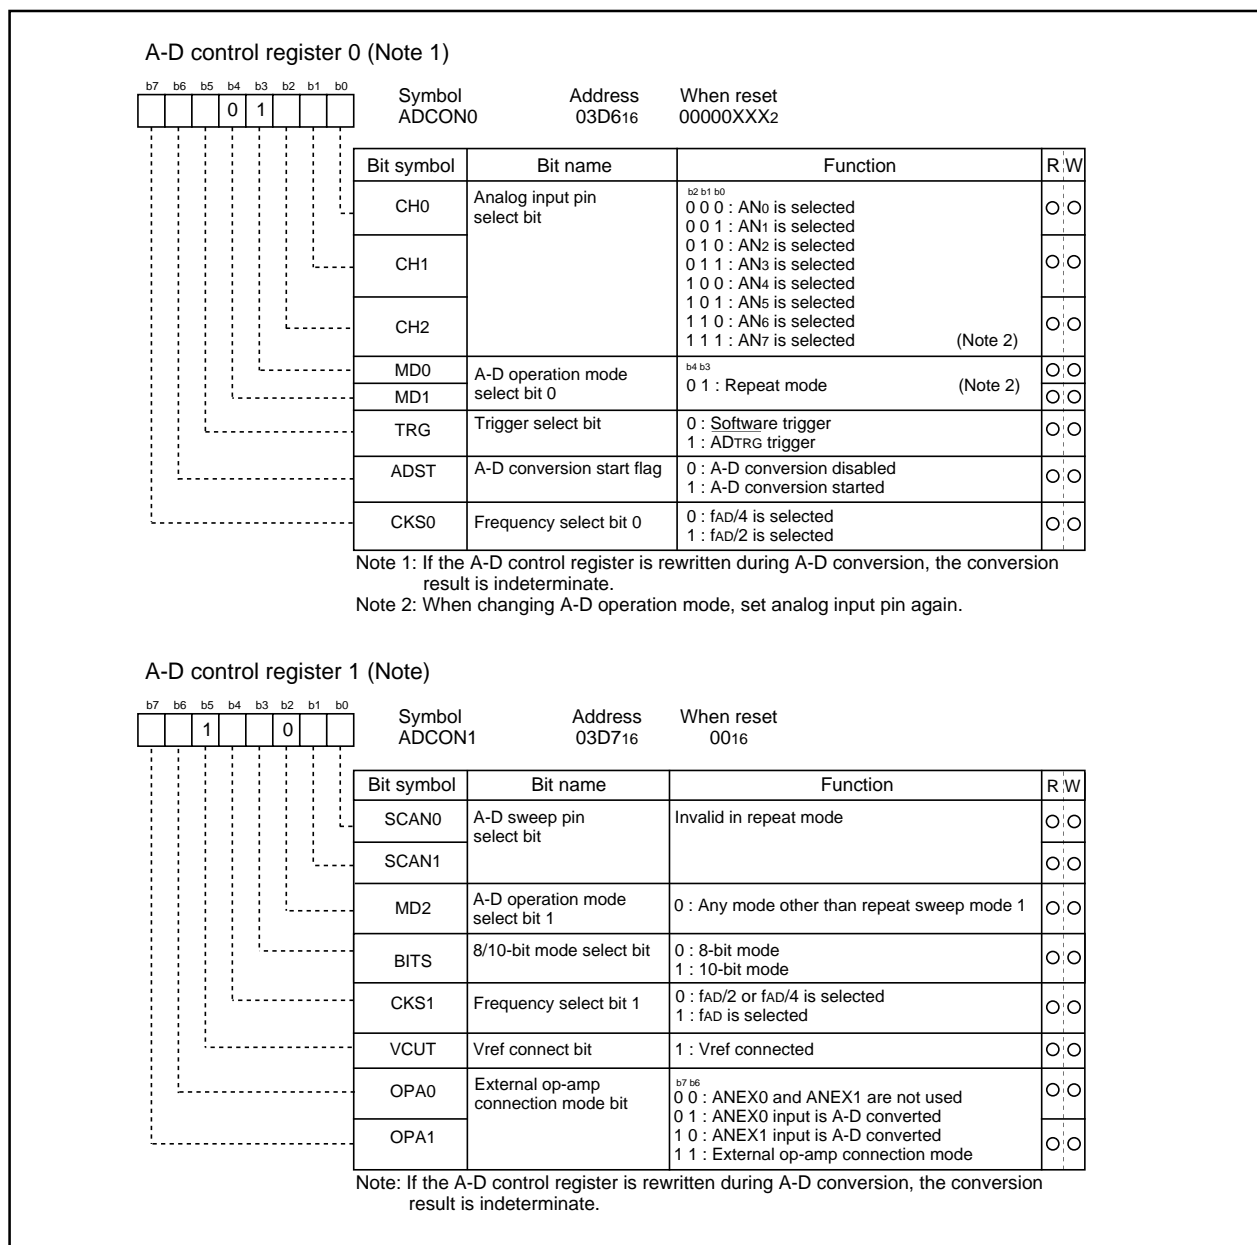 A-D control register 0 (Note 1)
b7 b6 b5 b4 b3 b2 b1 b0
0 1
Symbol Address When reset
ADCON0 03D616 00000XXX2
Bit symbol Bit name Function R W
CH0 Analog input pin
select bit
b2 b1 b0
0 0 0 : AN0 is selected
0 0 1 : AN1 is selected
0 1 0 : AN2 is selected
0 1 1 : AN3 is selected
1 0 0 : AN4 is selected
1 0 1 : AN5 is selected
1 1 0 : AN6 is selected
1 1 1 : AN7 is selected (Note 2)
CH1
CH2
MD0 A-D operation mode
select bit 0
MD1
b4 b3
0 1 : Repeat mode (Note 2)
TRG Trigger select bit 0 : Software trigger
1 : ADTRG trigger
ADST A-D conversion start flag 0 : A-D conversion disabled
1 : A-D conversion started
CKS0 Frequency select bit 0 0 : fAD/4 is selected
1 : fAD/2 is selected
Note 1: If the A-D control register is rewritten during A-D conversion, the conversion
result is indeterminate.
Note 2: When changing A-D operation mode, set analog input pin again.
A-D control register 1 (Note)
b7 b6 b5 b4 b3 b2 b1 b0
1 0
Symbol Address When reset
ADCON1 03D716 0016
Bit symbol Bit name Function R W
SCAN0 A-D sweep pin
select bit
Invalid in repeat mode
SCAN1
MD2 A-D operation mode
select bit 1
0 : Any mode other than repeat sweep mode 1
BITS 8/10-bit mode select bit 0 : 8-bit mode
1 : 10-bit mode
CKS1 Frequency select bit 1 0 : fAD/2 or fAD/4 is selected
1 : fAD is selected
VCUT Vref connect bit 1 : Vref connected
OPA0 External op-amp
connection mode bit
b7 b6
0 0 : ANEX0 and ANEX1 are not used
0 1 : ANEX0 input is A-D converted
1 0 : ANEX1 input is A-D converted
1 1 : External op-amp connection mode
OPA1
Note: If the A-D control register is rewritten during A-D conversion, the conversion
result is indeterminate.